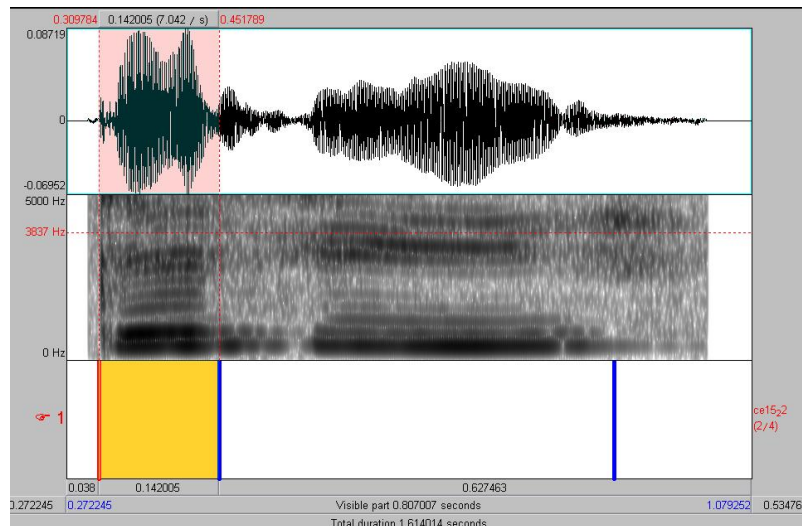 0.309784 0.142005 (7.042 / s) 0.451789
0.08719
0
-0.06952
5000 Hz
3837 Hz
0 Hz
☞ 1
ce15-22
(2/4)
0.038 0.142005 0.627463
0.272245 0.272245 Visible part 0.807007 seconds 1.079252 0.53476
Total duration 1.614014 seconds